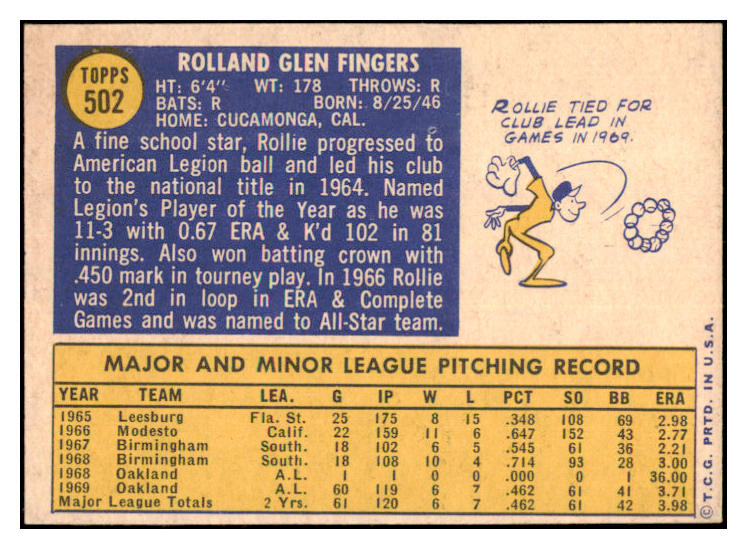 TOPPS
502
ROLLAND GLEN FINGERS
HT: 6'4" WT: 178 THROWS: R
BATS: R BORN: 8/25/46
HOME: CUCAMONGA, CAL.
A fine school star, Rollie progressed to
American Legion ball and led his club
to the national title in 1964. Named
Legion's Player of the Year as he was
11-3 with 0.67 ERA & K'd 102 in 81
innings. Also won batting crown with
.450 mark in tourney play. In 1966 Rollie
was 2nd in loop in ERA & Complete
Games and was named to All-Star team.
ROLLIE TIED FOR
CLUB LEAD IN
GAMES IN 1969.
MAJOR AND MINOR LEAGUE PITCHING RECORD
YEAR TEAM LEA. G IP W L PCT SO BB ERA
1965 Leesburg Fla. St. 25 175 8 15 .348 108 69 2.98
1966 Modesto Calif. 22 159 11 6 .647 152 43 2.77
1967 Birmingham South. 18 102 6 5 .545 61 36 2.21
1968 Birmingham South. 18 108 10 4 .714 93 28 3.00
1968 Oakland A.L. 1 1 0 0 .000 0 1 36.00
1969 Oakland A.L. 60 119 6 7 .462 61 41 3.71
Major League Totals 2 Yrs. 61 120 6 7 .462 61 42 3.98
©T.C.G. PRTD. IN U.S.A.